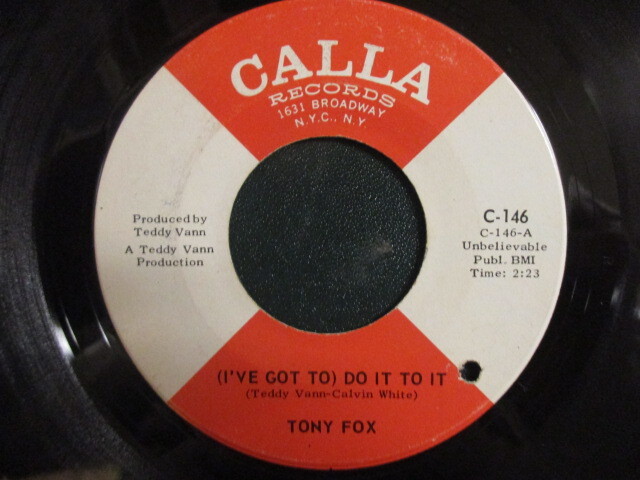 CALLA
RECORDS
1631 BROADWAY
N.Y.C., N.Y.
Produced by
Teddy Vann
A Teddy Vann
Production
C-146
C-146-A
Unbelievable
Publ. BMI
Time: 2:23
(I'VE GOT TO) DO IT TO IT
(Teddy Vann-Calvin White)
TONY FOX